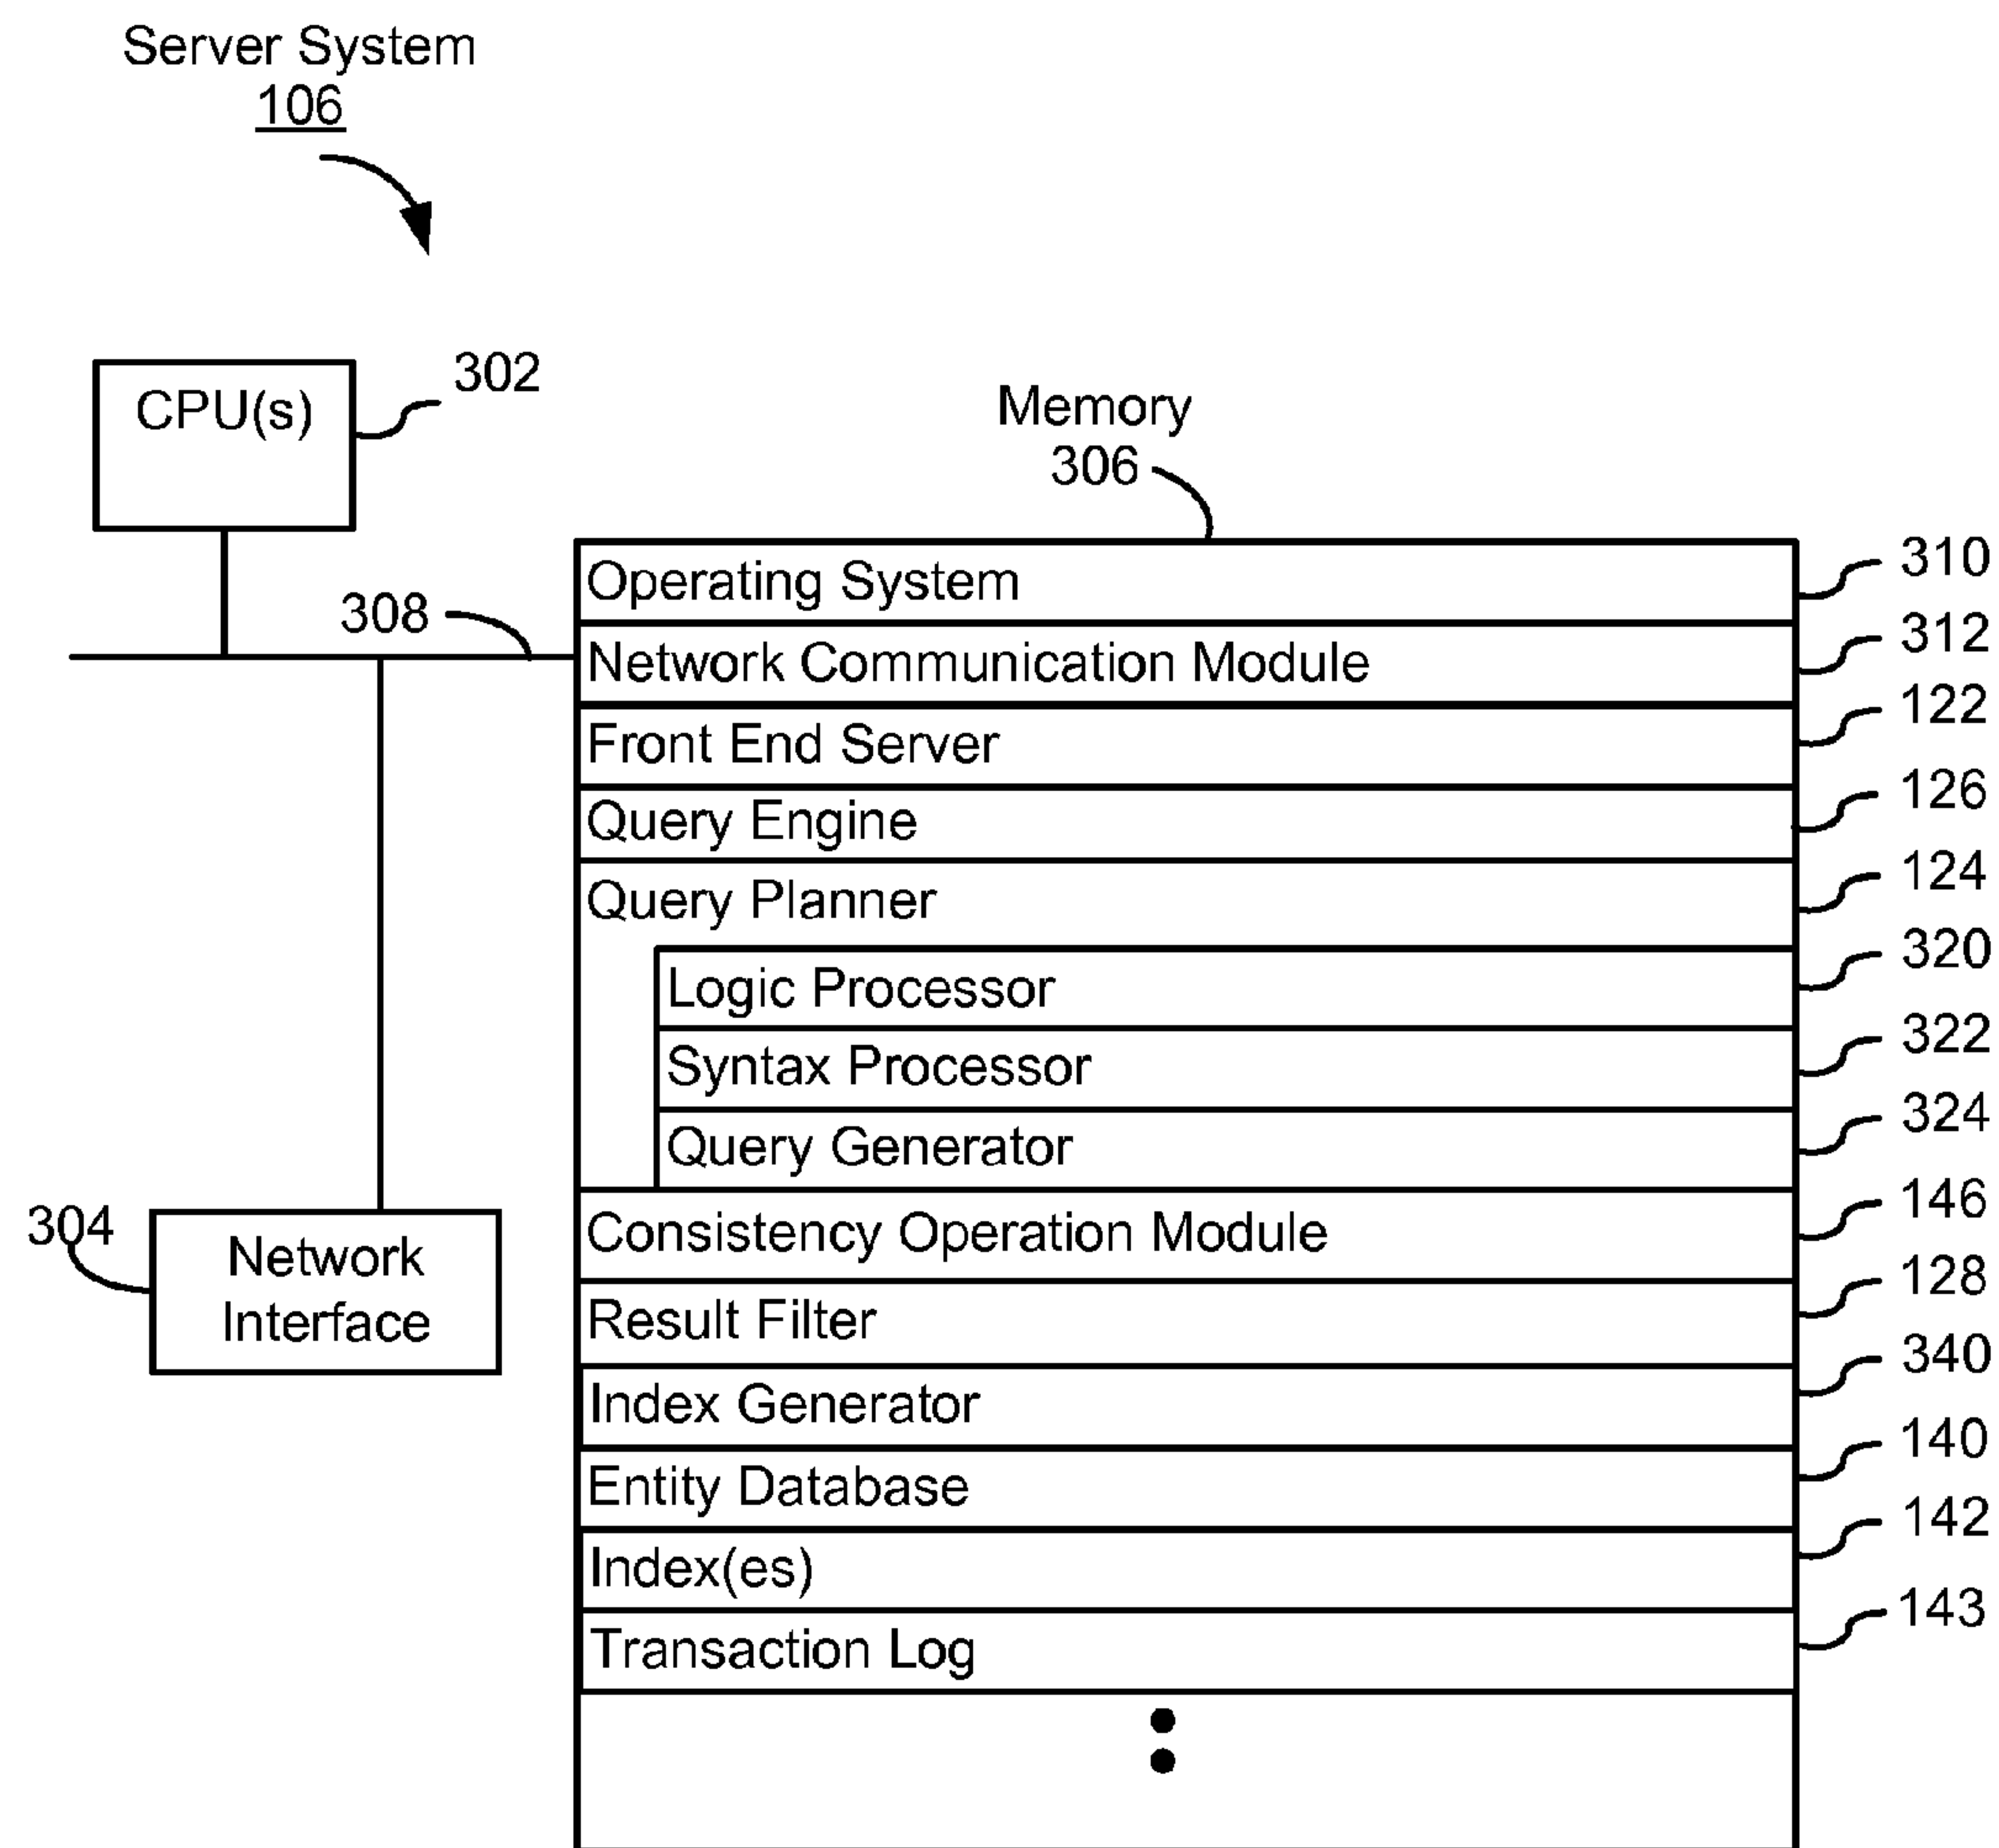 Server System
106
CPU(s)
302
Memory
306
308
Operating System
310
Network Communication Module
312
Front End Server
122
Query Engine
126
Query Planner
124
Logic Processor
320
Syntax Processor
322
Query Generator
324
Consistency Operation Module
146
304
Network
Interface
Result Filter
128
Index Generator
340
Entity Database
140
Index(es)
142
Transaction Log
143